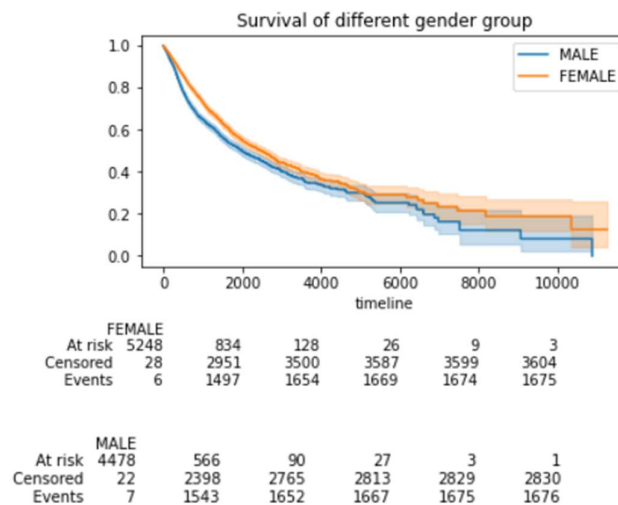 Survival of different gender group
1.0
0.8
0.6
0.4
0.2
0.0
MALE
FEMALE
0 2000 4000 6000 8000 10000
timeline
FEMALE
At risk 5248 834 128 26 9 3
Censored 28 2951 3500 3587 3599 3604
Events 6 1497 1654 1669 1674 1675
MALE
At risk 4478 566 90 27 3 1
Censored 22 2398 2765 2813 2829 2830
Events 7 1543 1652 1667 1675 1676